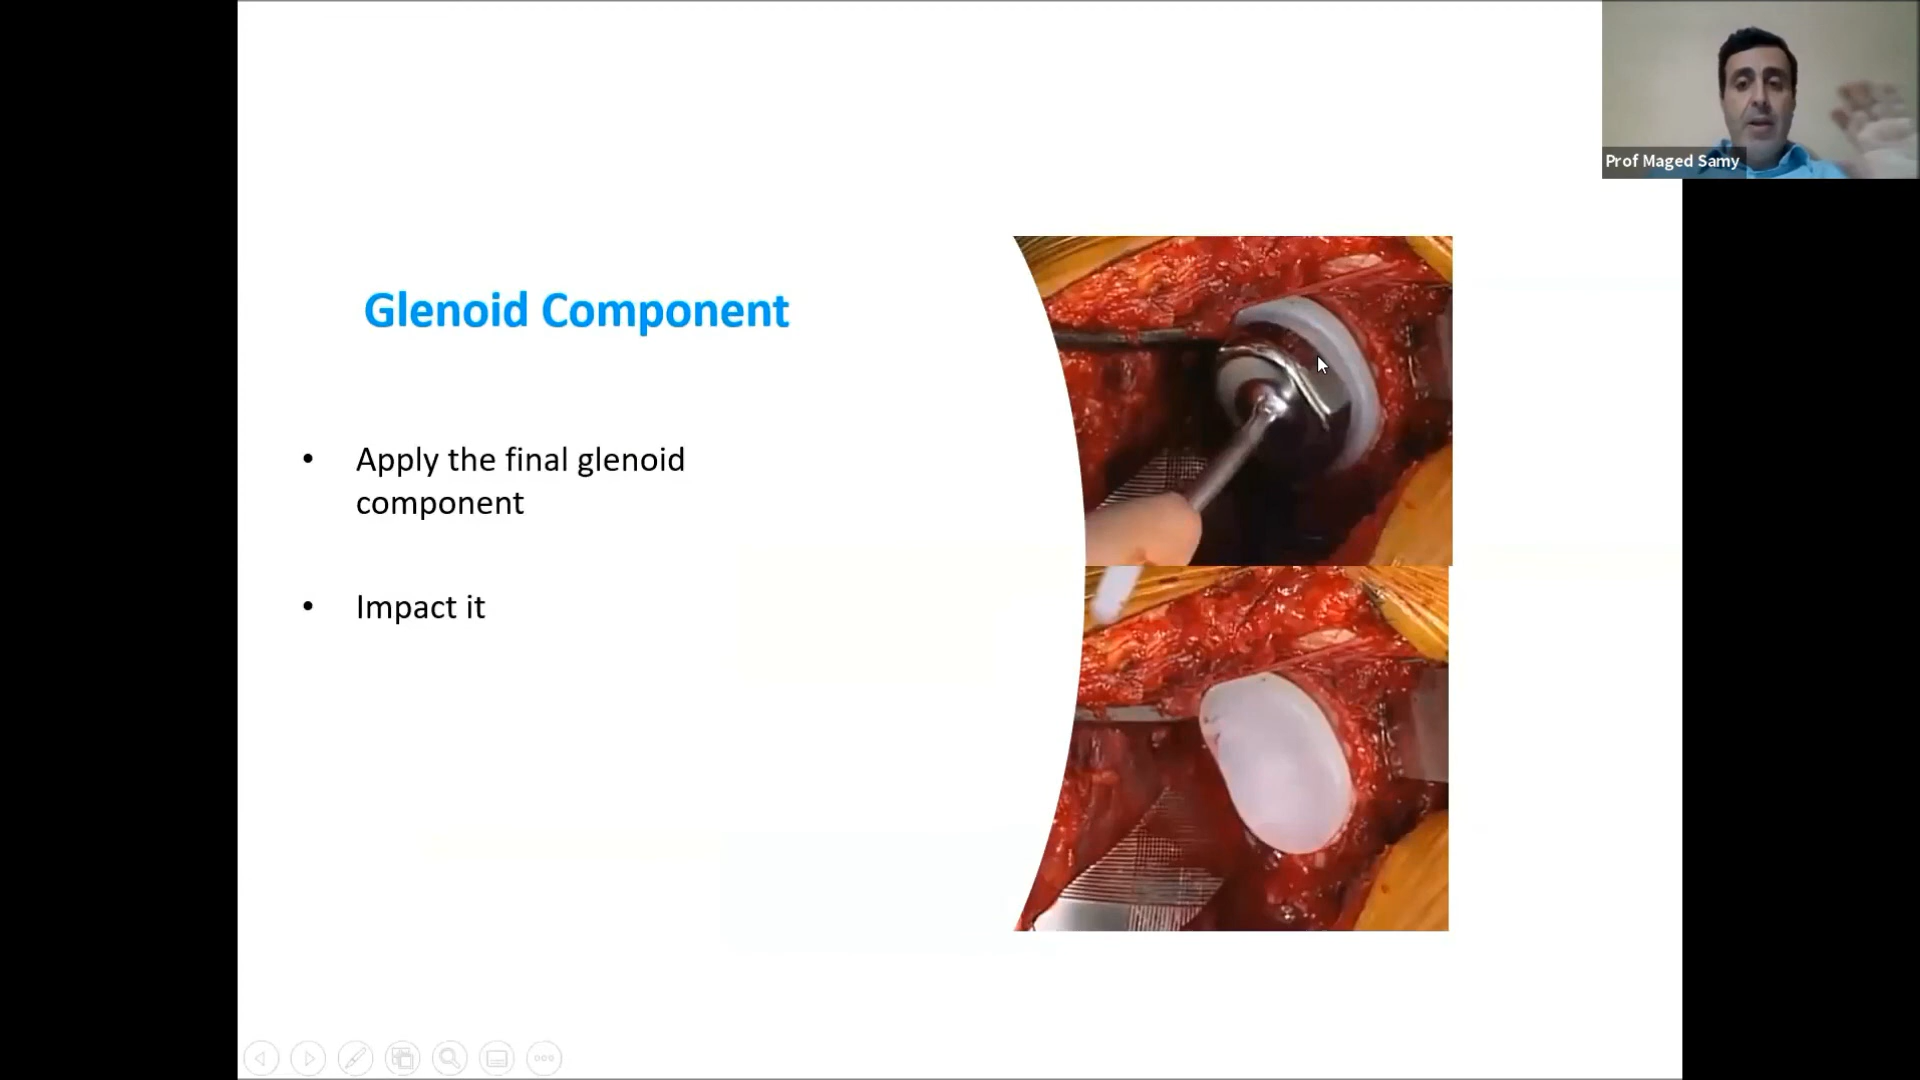 Prof Maged Samy
Glenoid Component
• Apply the final glenoid
component
• Impact it